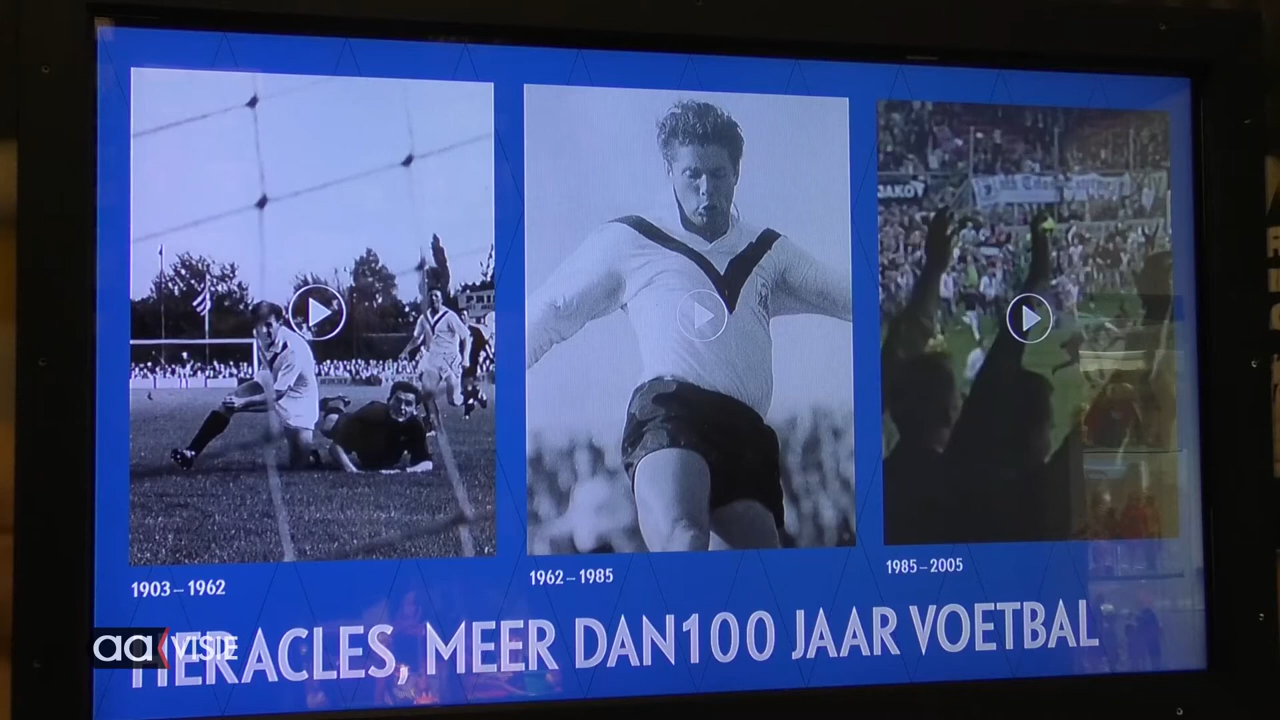 JAKO
1903–1962
1962–1985
1985–2005
HERACLES, MEER DAN100 JAAR VOETBAL
aa VISIE